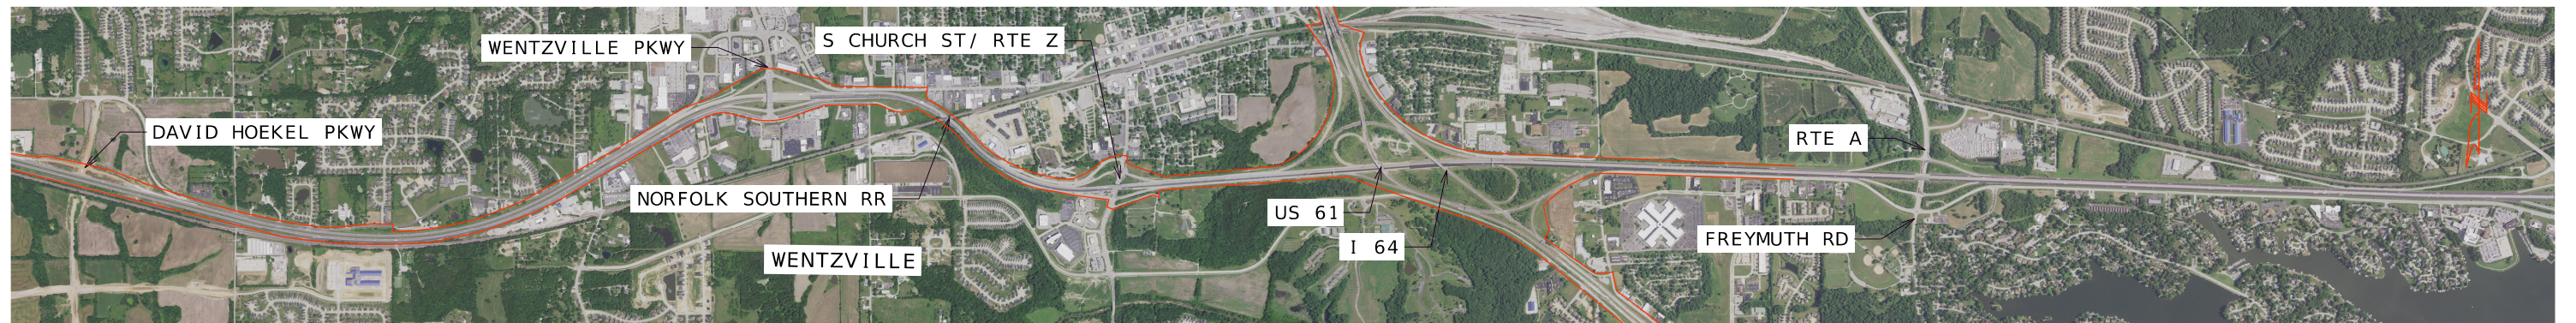 WENTZVILLE PKWY
S CHURCH ST/ RTE Z
DAVID HOEKEL PKWY
RTE A
NORFOLK SOUTHERN RR
US 61
I 64
FREYMUTH RD
WENTZVILLE